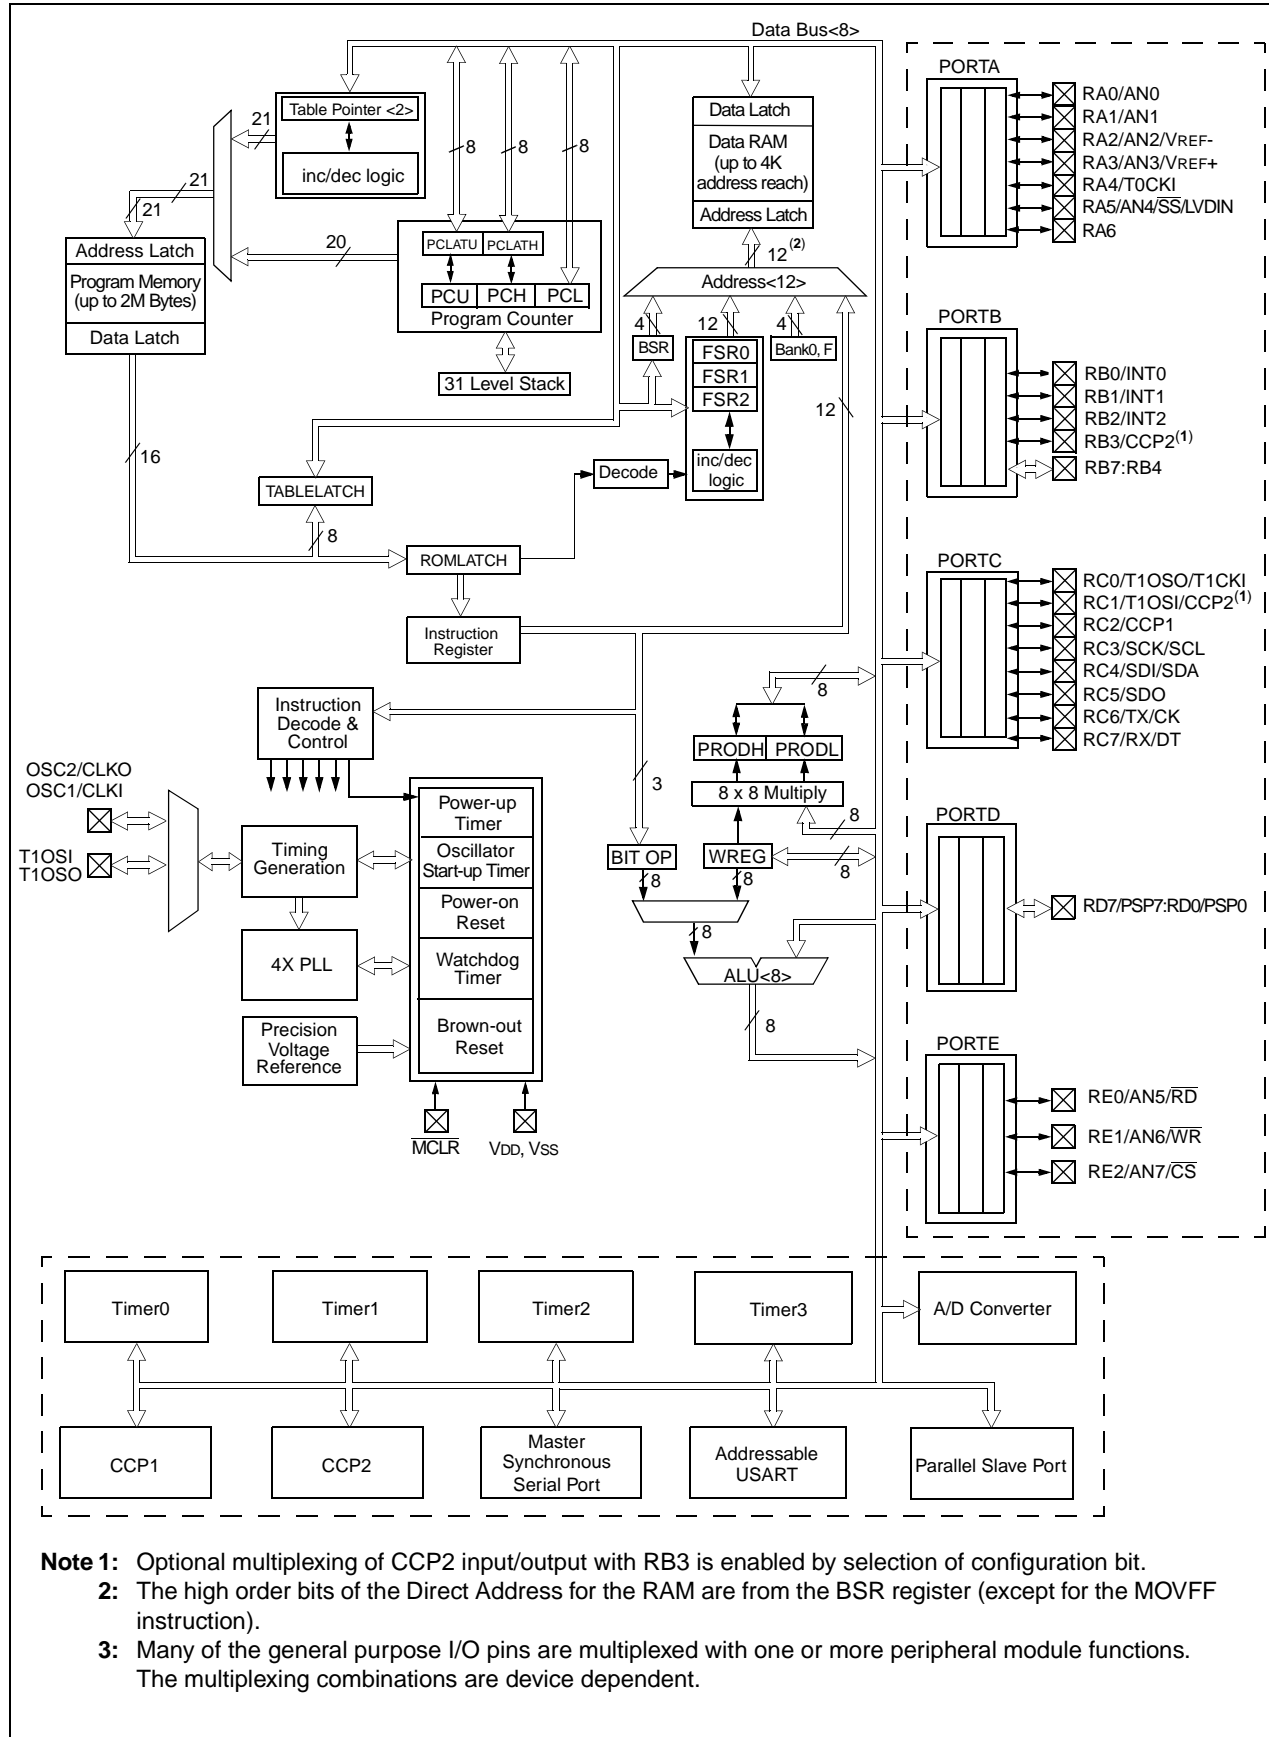 Data Bus<8>
Table Pointer <2>
inc/dec logic
21
21
21
20
8
8
8
Address Latch
Program Memory
(up to 2M Bytes)
Data Latch
16
PCLATU
PCLATH
PCU
PCH
PCL
Program Counter
31 Level Stack
Data Latch
Data RAM
(up to 4K
address reach)
Address Latch
12(2)
Address<12>
4
12
4
BSR
FSR0
FSR1
FSR2
Bank0, F
inc/dec
logic
12
Decode
TABLELATCH
8
ROMLATCH
Instruction
Register
Instruction
Decode &
Control
OSC2/CLKO
OSC1/CLKI
T1OSI
T1OSO
Timing
Generation
4X PLL
Precision
Voltage
Reference
Power-up
Timer
Oscillator
Start-up Timer
Power-on
Reset
Watchdog
Timer
Brown-out
Reset
MCLR
VDD, VSS
3
8
PRODH
PRODL
8 x 8 Multiply
8
BIT OP
WREG
8
8
8
8
ALU<8>
8
PORTA
RA0/AN0
RA1/AN1
RA2/AN2/VREF-
RA3/AN3/VREF+
RA4/T0CKI
RA5/AN4/SS/LVDIN
RA6
PORTB
RB0/INT0
RB1/INT1
RB2/INT2
RB3/CCP2(1)
RB7:RB4
PORTC
RC0/T1OSO/T1CKI
RC1/T1OSI/CCP2(1)
RC2/CCP1
RC3/SCK/SCL
RC4/SDI/SDA
RC5/SDO
RC6/TX/CK
RC7/RX/DT
PORTD
RD7/PSP7:RD0/PSP0
PORTE
RE0/AN5/RD
RE1/AN6/WR
RE2/AN7/CS
Timer0
Timer1
Timer2
Timer3
A/D Converter
CCP1
CCP2
Master
Synchronous
Serial Port
Addressable
USART
Parallel Slave Port
Note 1: Optional multiplexing of CCP2 input/output with RB3 is enabled by selection of configuration bit.
2: The high order bits of the Direct Address for the RAM are from the BSR register (except for the MOVFF
instruction).
3: Many of the general purpose I/O pins are multiplexed with one or more peripheral module functions.
The multiplexing combinations are device dependent.